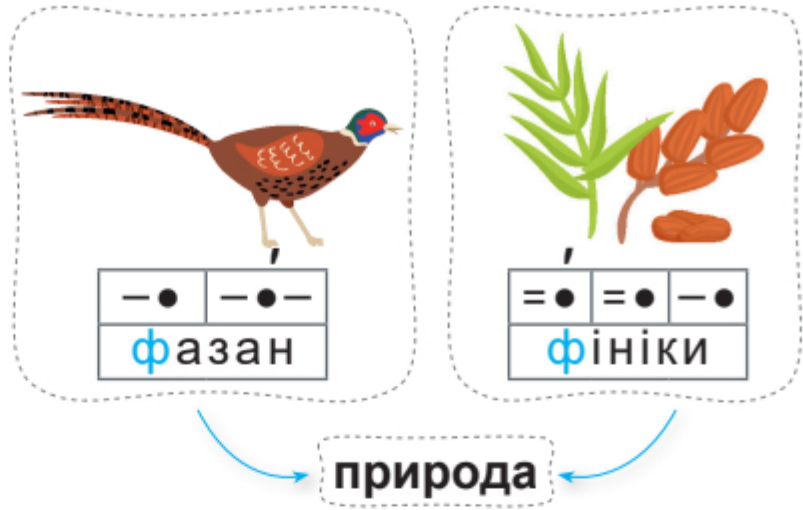 фазан
фініки
природа